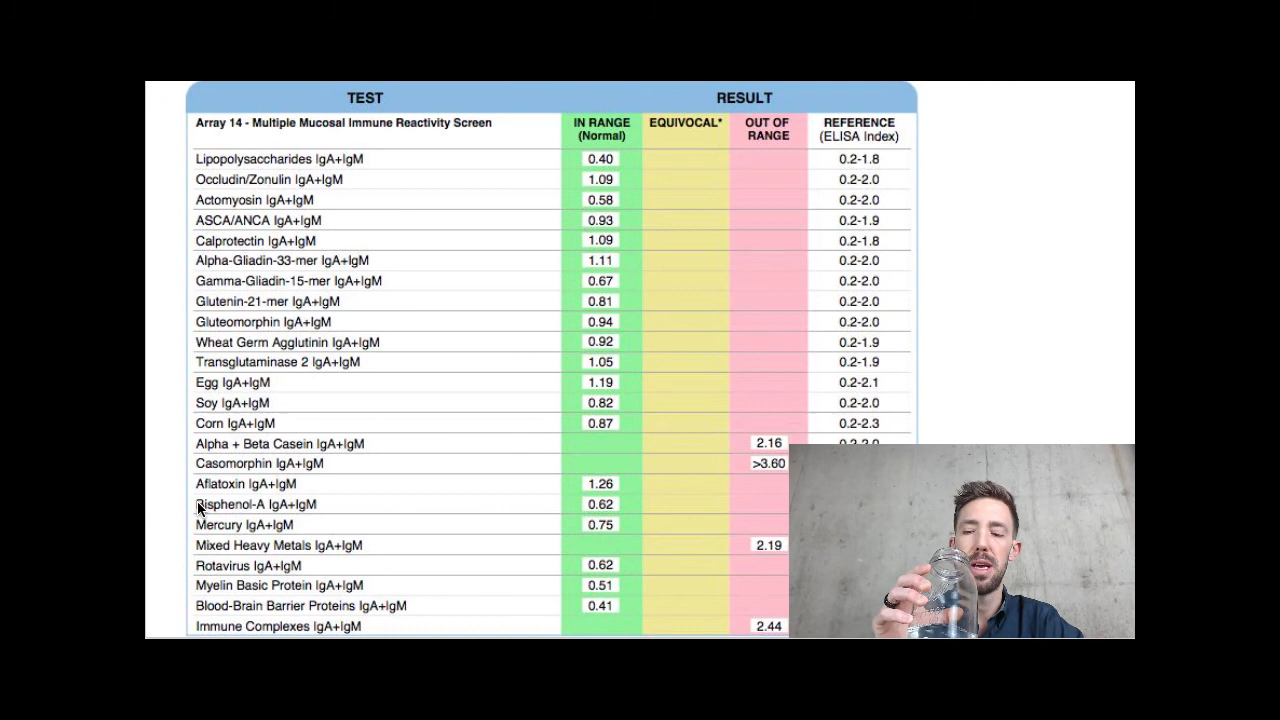 TEST RESULT
Array 14 - Multiple Mucosal Immune Reactivity Screen IN RANGE (Normal) EQUIVOCAL* OUT OF RANGE REFERENCE (ELISA Index)
Lipopolysaccharides IgA+IgM 0.40 0.2-1.8
Occludin/Zonulin IgA+IgM 1.09 0.2-2.0
Actomyosin IgA+IgM 0.58 0.2-2.0
ASCA/ANCA IgA+IgM 0.93 0.2-1.9
Calprotectin IgA+IgM 1.09 0.2-1.8
Alpha-Gliadin-33-mer IgA+IgM 1.11 0.2-2.0
Gamma-Gliadin-15-mer IgA+IgM 0.67 0.2-2.0
Glutenin-21-mer IgA+IgM 0.81 0.2-2.0
Gluteomorphin IgA+IgM 0.94 0.2-2.0
Wheat Germ Agglutinin IgA+IgM 0.92 0.2-1.9
Transglutaminase 2 IgA+IgM 1.05 0.2-1.9
Egg IgA+IgM 1.19 0.2-2.1
Soy IgA+IgM 0.82 0.2-2.0
Corn IgA+IgM 0.87 0.2-2.3
Alpha + Beta Casein IgA+IgM 2.16
Casomorphin IgA+IgM >3.60
Aflatoxin IgA+IgM 1.26
Bisphenol-A IgA+IgM 0.62
Mercury IgA+IgM 0.75
Mixed Heavy Metals IgA+IgM 2.19
Rotavirus IgA+IgM 0.62
Myelin Basic Protein IgA+IgM 0.51
Blood-Brain Barrier Proteins IgA+IgM 0.41
Immune Complexes IgA+IgM 2.44